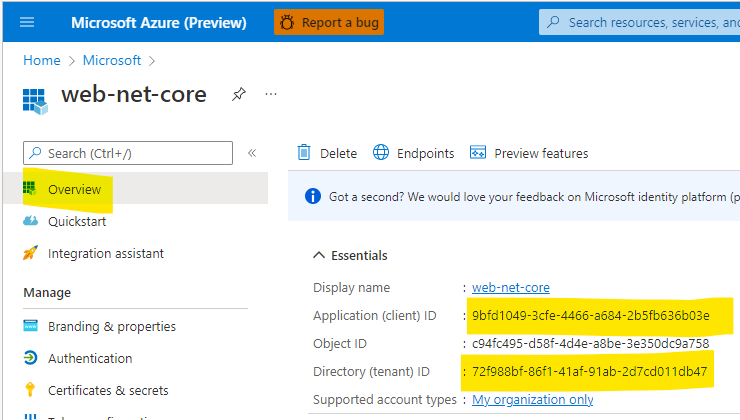 Microsoft Azure (Preview)
Report a bug
Search resources, services, and
Home > Microsoft >
web-net-core
...
Search (Ctrl+/)
«
Delete
Endpoints
Preview features
Overview
Got a second? We would love your feedback on Microsoft identity platform (p
Quickstart
Integration assistant
Essentials
Manage
Display name : web-net-core
Application (client) ID : 9bfd1049-3cfe-4466-a684-2b5fb636b03e
Branding & properties
Object ID : c94fc495-d58f-4d4e-a8be-3e350dc9a758
Authentication
Directory (tenant) ID : 72f988bf-86f1-41af-91ab-2d7cd011db47
Certificates & secrets
Supported account types : My organization only